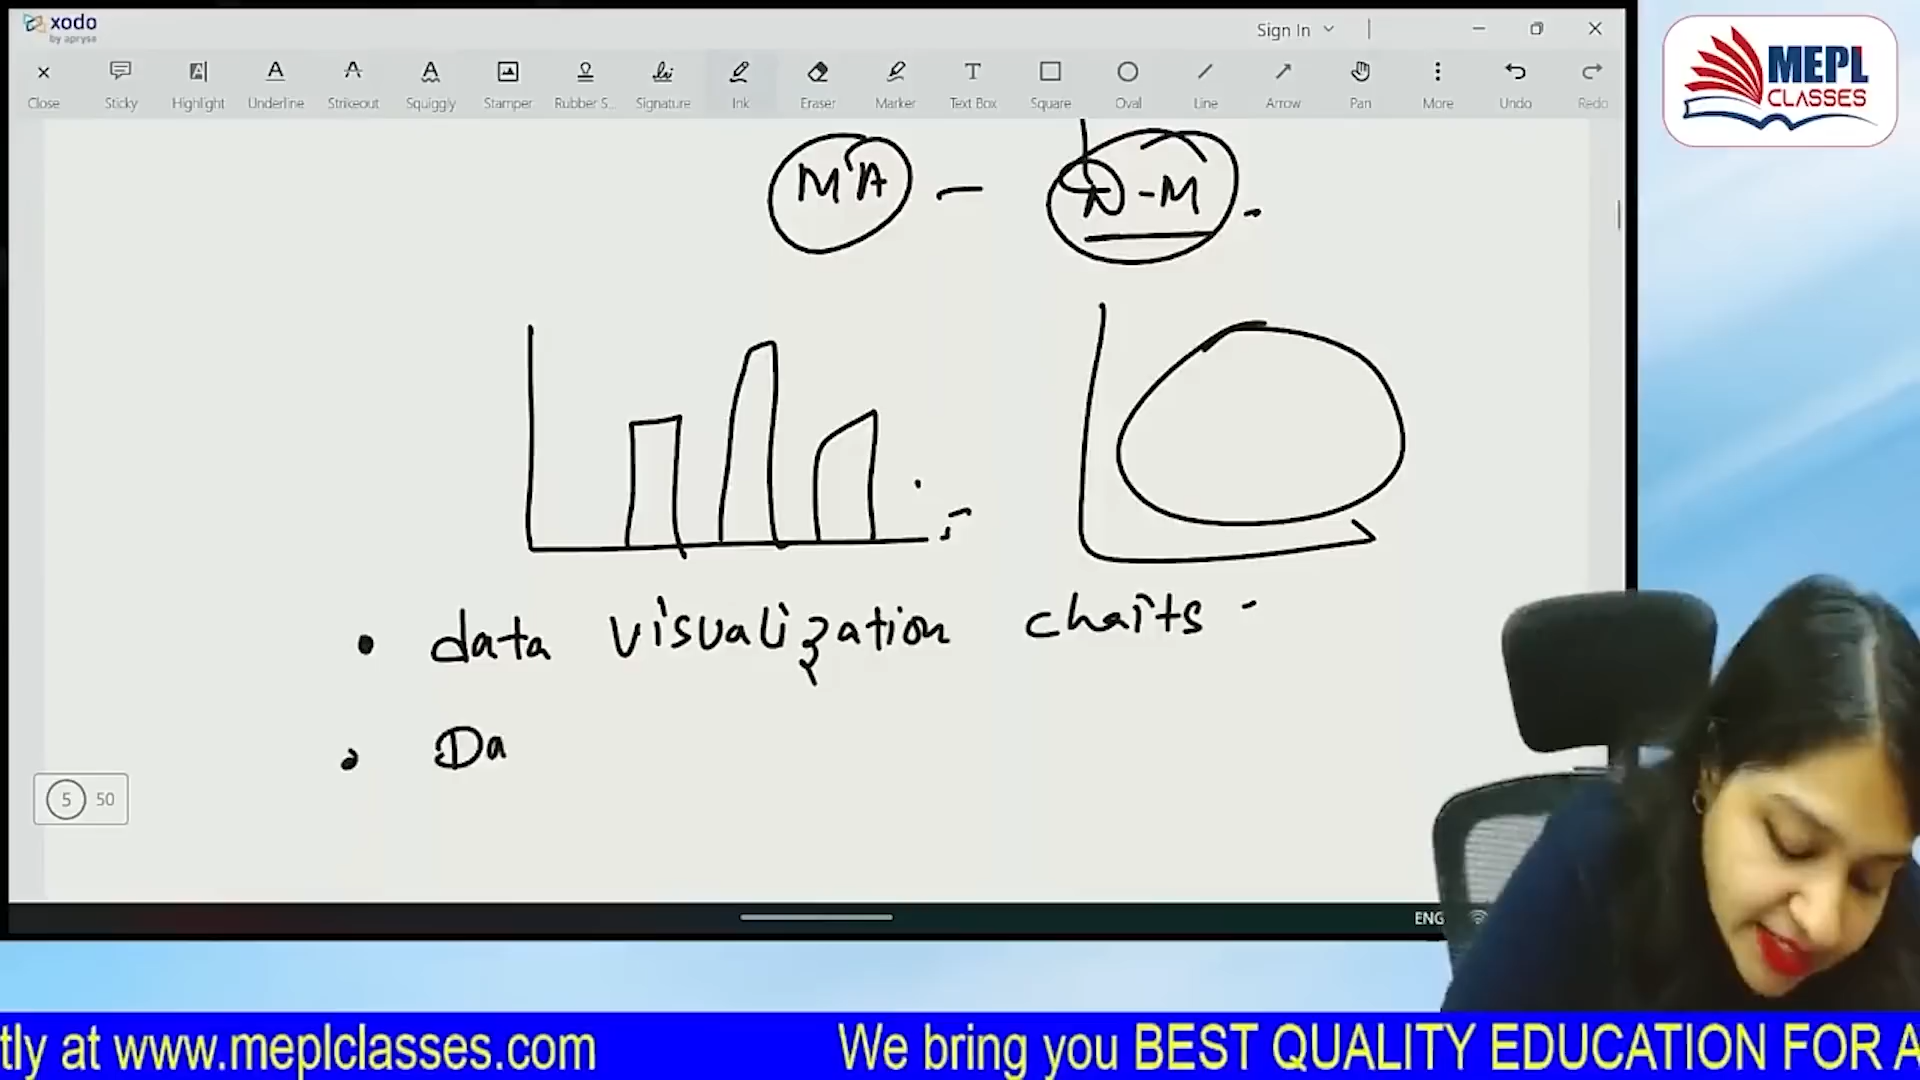 xodo
by apryse
Sign In
Close Sticky Highlight Underline Strikeout Squiggly Stamper Rubber S... Signature Ink Eraser Marker Text Box Square Oval Line Arrow Pan More Undo Redo
MEPL
CLASSES
MA - D-M.
• data visualization charts -
• Da
5 50
ENG
tly at www.meplclasses.com We bring you BEST QUALITY EDUCATION FOR A